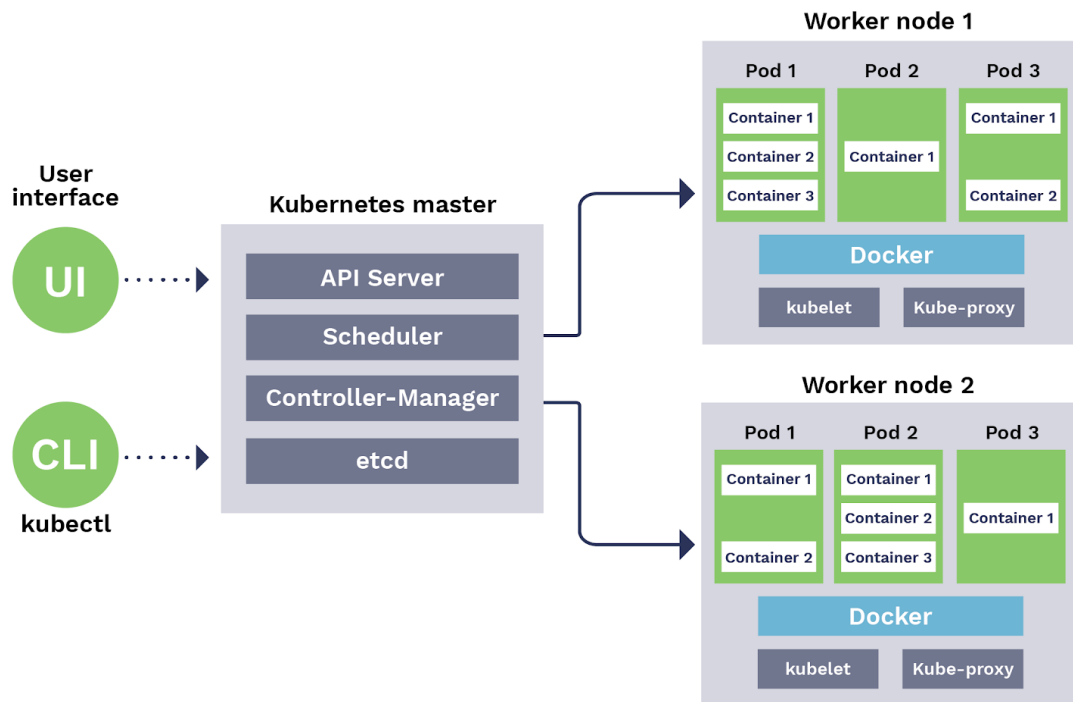 User
interface
UI
CLI
kubectl
Kubernetes master
API Server
Scheduler
Controller-Manager
etcd
Worker node 1
Pod 1
Container 1
Container 2
Container 3
Pod 2
Container 1
Pod 3
Container 1
Container 2
Docker
kubelet
Kube-proxy
Worker node 2
Pod 1
Container 1
Container 2
Pod 2
Container 1
Container 2
Container 3
Pod 3
Container 1
Docker
kubelet
Kube-proxy